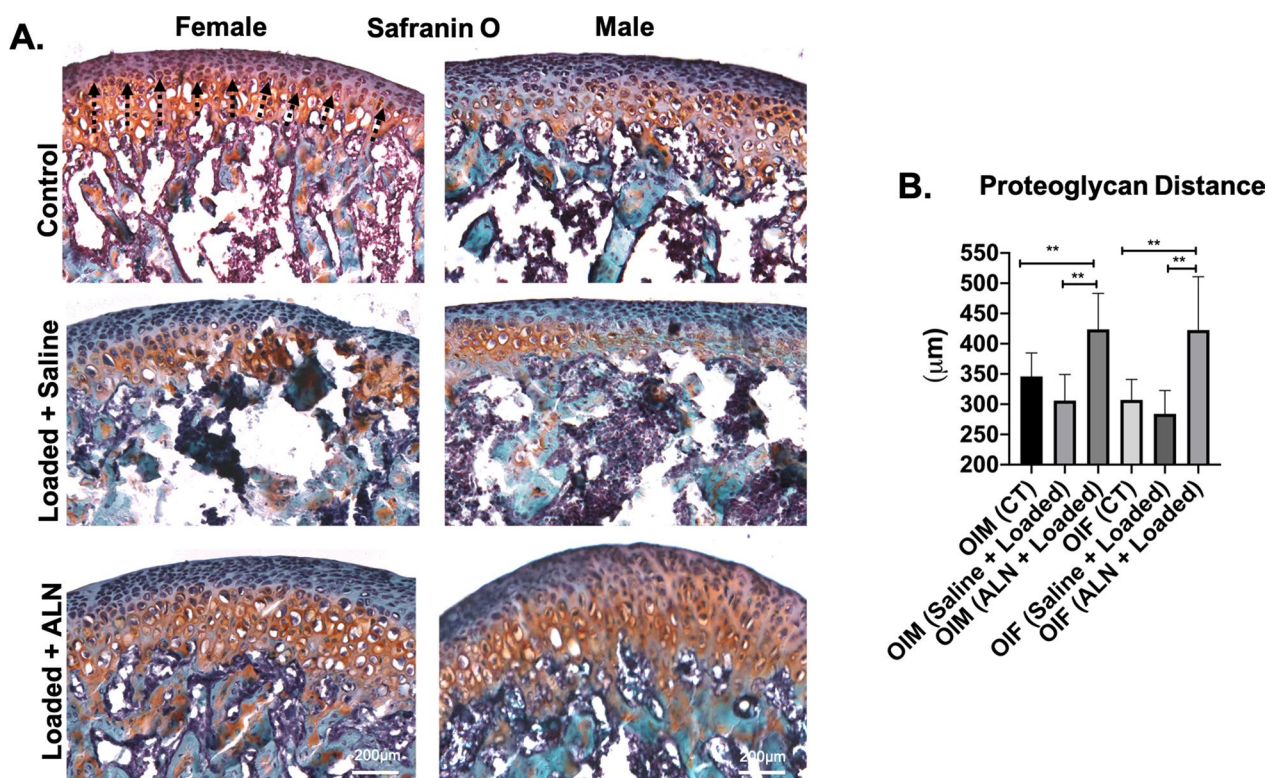 A.
Female
Safranin O
Male
Control
Loaded + Saline
Loaded + ALN
200µm
200µm
B.
Proteoglycan Distance
(µm)
550
500
450
400
350
300
250
200
**
**
**
**
OIM (CT)
OIM (Saline + Loaded)
OIM (ALN + Loaded)
OIF (CT)
OIF (Saline + Loaded)
OIF (ALN + Loaded)